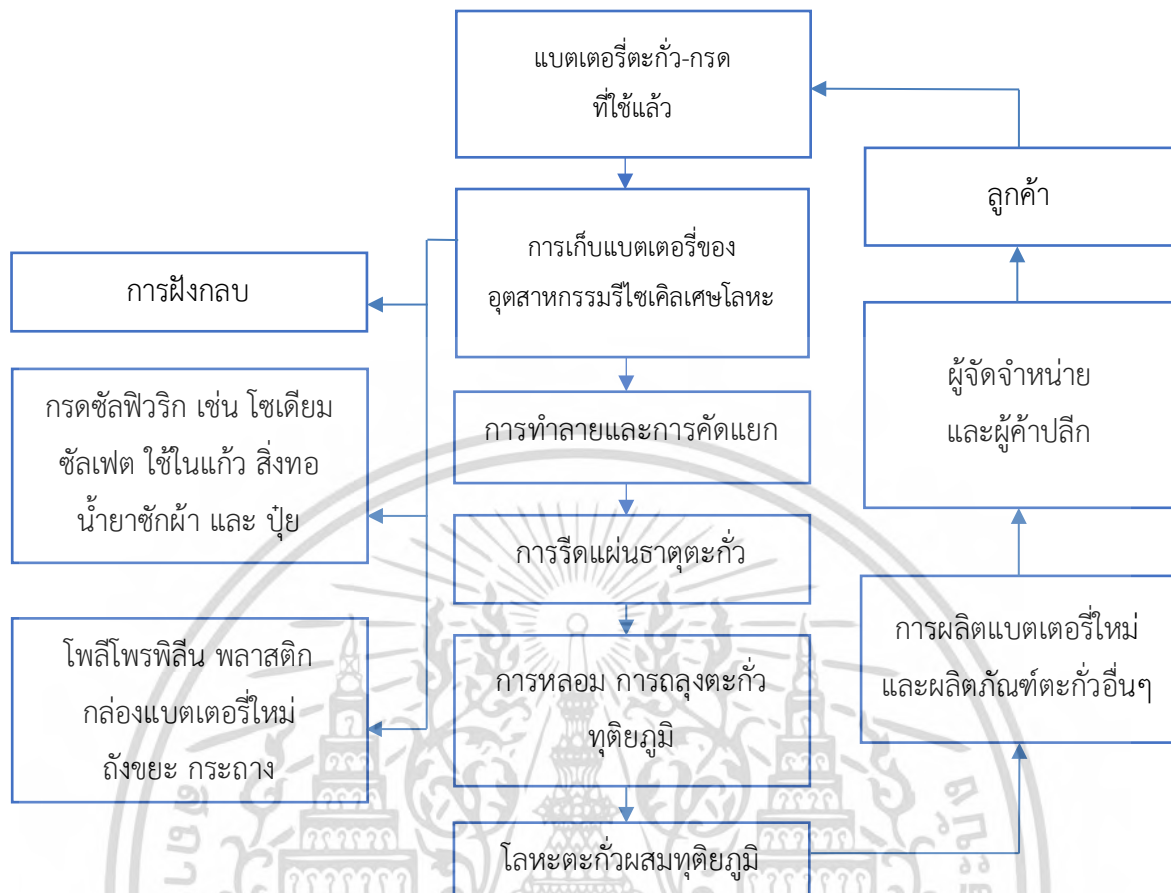 แบตเตอรี่ตะกั่ว-กรด
ที่ใช้แล้ว
ลูกค้า
การเก็บแบตเตอรี่ของ
อุตสาหกรรมรีไซเคิลเศษโลหะ
การฝังกลบ
ผู้จัดจำหน่าย
และผู้ค้าปลีก
กรดซัลฟิวริก เช่น โซเดียม
ซัลเฟต ใช้ในแก้ว สิ่งทอ
น้ำยาซักผ้า และ ปุ๋ย
การทำลายและการคัดแยก
การรีดแผ่นธาตุตะกั่ว
โพลีโพรพิลีน พลาสติก
กล่องแบตเตอรี่ใหม่
ถังขยะ กระถาง
การหลอม การถลุงตะกั่ว
ทุติยภูมิ
การผลิตแบตเตอรี่ใหม่
และผลิตภัณฑ์ตะกั่วอื่นๆ
โลหะตะกั่วผสมทุติยภูมิ